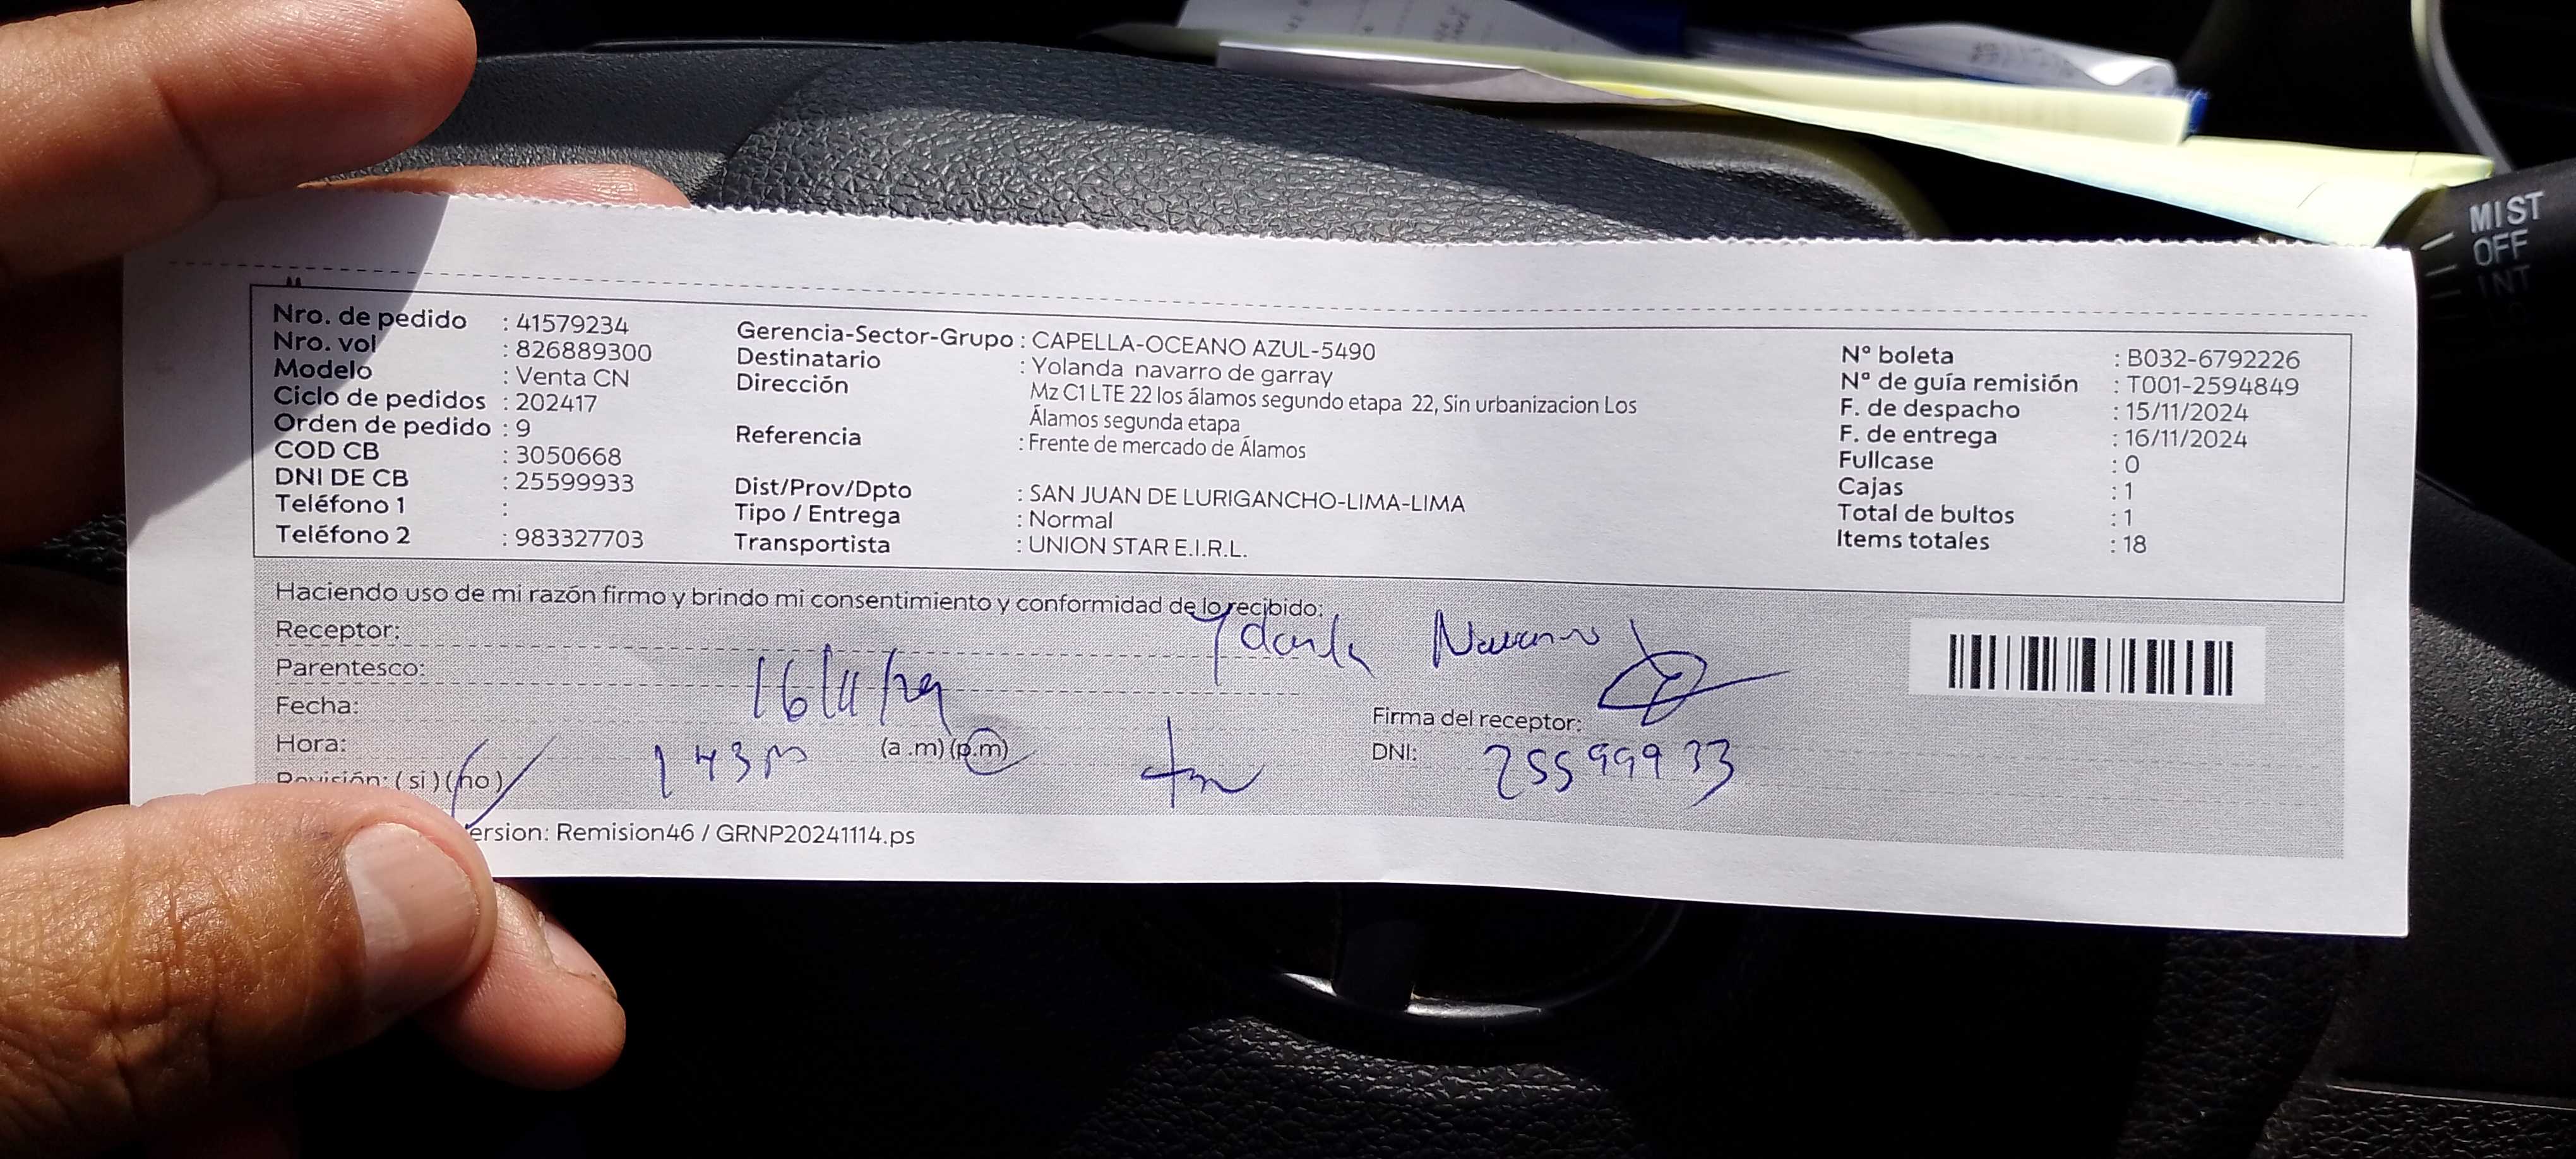 Nro. de pedido : 41579234
Nro. vol : 826889300
Modelo : Venta CN
Ciclo de pedidos : 202417
Orden de pedido : 9
COD CB : 3050668
DNI DE CB : 25599933
Teléfono 1 :
Teléfono 2 : 983327703
Gerencia-Sector-Grupo : CAPELLA-OCEANO AZUL-5490
Destinatario : Yolanda navarro de garray
Dirección Mz C1 LTE 22 los álamos segundo etapa 22, Sin urbanizacion Los
Álamos segunda etapa
Referencia : Frente de mercado de Álamos
Dist/Prov/Dpto : SAN JUAN DE LURIGANCHO-LIMA-LIMA
Tipo / Entrega : Normal
Transportista : UNION STAR E.I.R.L.
N° boleta : B032-6792226
N° de guía remisión : T001-2594849
F. de despacho : 15/11/2024
F. de entrega : 16/11/2024
Fullcase : 0
Cajas : 1
Total de bultos : 1
Items totales : 18
Haciendo uso de mi razón firmo y brindo mi consentimiento y conformidad de lo recibido:
Receptor:
Parentesco:
Fecha: 16/11/
Hora: 143 (a .m) (p.m)
Revisión: (si) (no)
Navarro
Firma del receptor:
DNI: 25599933
ersion: Remision46 / GRNP20241114.ps
MIST
OFF
INT